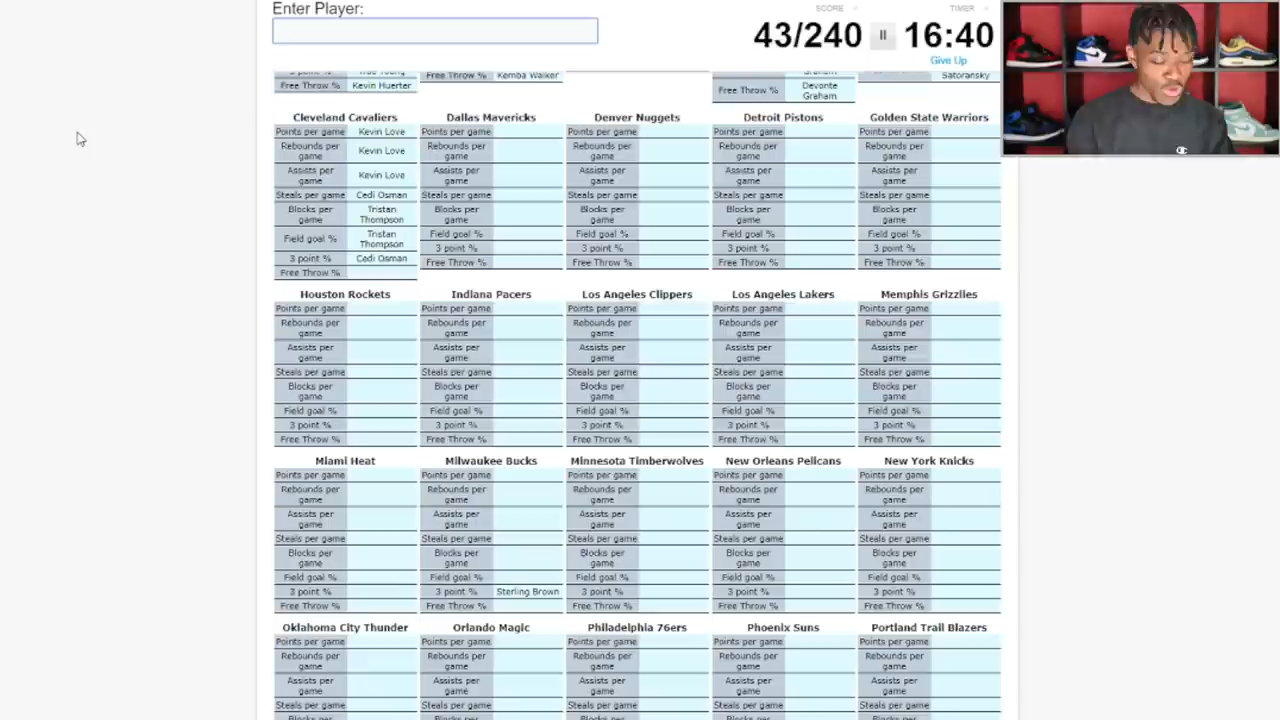 Enter Player:
SCORE
TIMER
43/240
16:40
Give Up
Free Throw % Kevin Huerter
Kemba Walker
Free Throw % Devonte Graham
Satoransky
Cleveland Cavaliers
Points per game Kevin Love
Rebounds per game Kevin Love
Assists per game Kevin Love
Steals per game Cedi Osman
Blocks per game Tristan Thompson
Field goal % Tristan Thompson
3 point % Cedi Osman
Free Throw %
Dallas Mavericks
Points per game
Rebounds per game
Assists per game
Steals per game
Blocks per game
Field goal %
3 point %
Free Throw %
Denver Nuggets
Points per game
Rebounds per game
Assists per game
Steals per game
Blocks per game
Field goal %
3 point %
Free Throw %
Detroit Pistons
Points per game
Rebounds per game
Assists per game
Steals per game
Blocks per game
Field goal %
3 point %
Free Throw %
Golden State Warriors
Points per game
Rebounds per game
Assists per game
Steals per game
Blocks per game
Field goal %
3 point %
Free Throw %
Houston Rockets
Points per game
Rebounds per game
Assists per game
Steals per game
Blocks per game
Field goal %
3 point %
Free Throw %
Indiana Pacers
Points per game
Rebounds per game
Assists per game
Steals per game
Blocks per game
Field goal %
3 point %
Free Throw %
Los Angeles Clippers
Points per game
Rebounds per game
Assists per game
Steals per game
Blocks per game
Field goal %
3 point %
Free Throw %
Los Angeles Lakers
Points per game
Rebounds per game
Assists per game
Steals per game
Blocks per game
Field goal %
3 point %
Free Throw %
Memphis Grizzlies
Points per game
Rebounds per game
Assists per game
Steals per game
Blocks per game
Field goal %
3 point %
Free Throw %
Miami Heat
Points per game
Rebounds per game
Assists per game
Steals per game
Blocks per game
Field goal %
3 point %
Free Throw %
Milwaukee Bucks
Points per game
Rebounds per game
Assists per game
Steals per game
Blocks per game
Field goal %
3 point % Sterling Brown
Free Throw %
Minnesota Timberwolves
Points per game
Rebounds per game
Assists per game
Steals per game
Blocks per game
Field goal %
3 point %
Free Throw %
New Orleans Pelicans
Points per game
Rebounds per game
Assists per game
Steals per game
Blocks per game
Field goal %
3 point %
Free Throw %
New York Knicks
Points per game
Rebounds per game
Assists per game
Steals per game
Blocks per game
Field goal %
3 point %
Free Throw %
Oklahoma City Thunder
Points per game
Rebounds per game
Assists per game
Steals per game
Orlando Magic
Points per game
Rebounds per game
Assists per game
Steals per game
Philadelphia 76ers
Points per game
Rebounds per game
Assists per game
Steals per game
Phoenix Suns
Points per game
Rebounds per game
Assists per game
Steals per game
Portland Trail Blazers
Points per game
Rebounds per game
Assists per game
Steals per game